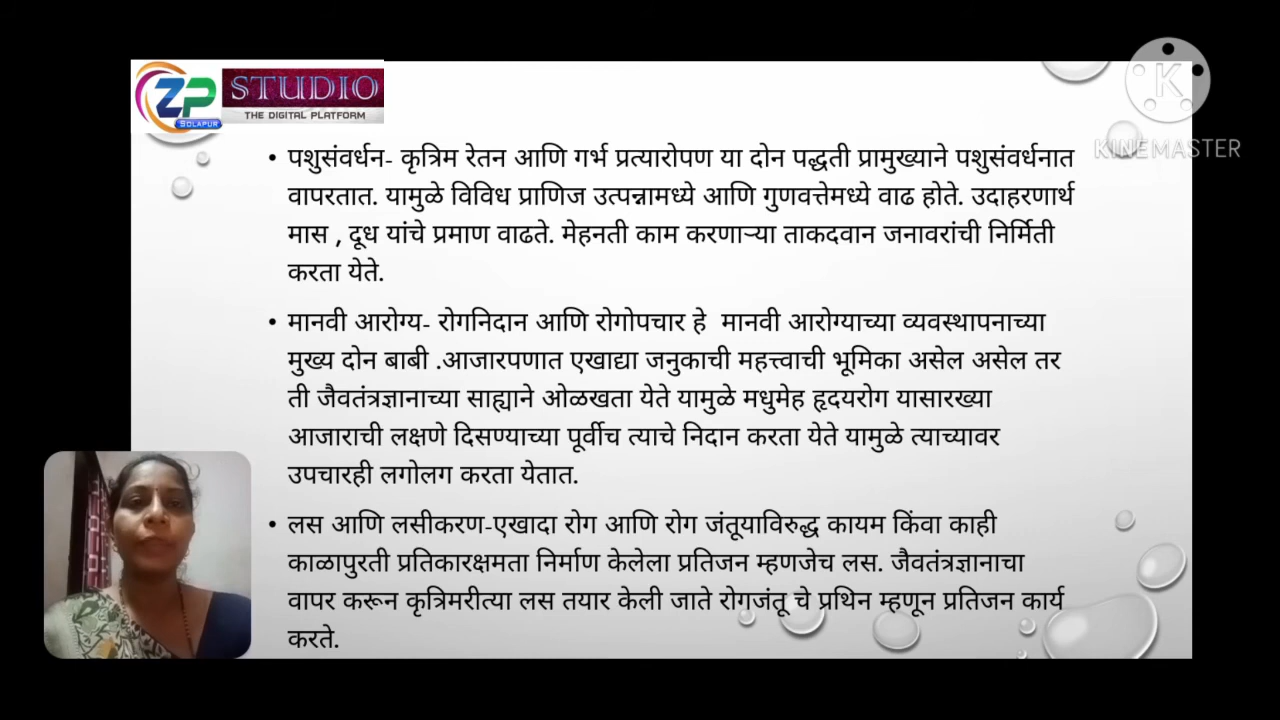 ZP
SOLAPUR
STUDIO
THE DIGITAL PLATFORM
K
KINEMASTER
• पशुसंवर्धन- कृत्रिम रेतन आणि गर्भ प्रत्यारोपण या दोन पद्धती प्रामुख्याने पशुसंवर्धनात
वापरतात. यामुळे विविध प्राणिज उत्पन्नामध्ये आणि गुणवत्तेमध्ये वाढ होते. उदाहरणार्थ
मास , दूध यांचे प्रमाण वाढते. मेहनती काम करणाऱ्या ताकदवान जनावरांची निर्मिती
करता येते.
• मानवी आरोग्य- रोगनिदान आणि रोगोपचार हे मानवी आरोग्याच्या व्यवस्थापनाच्या
मुख्य दोन बाबी .आजारपणात एखाद्या जनुकाची महत्त्वाची भूमिका असेल असेल तर
ती जैवतंत्रज्ञानाच्या साह्याने ओळखता येते यामुळे मधुमेह हृदयरोग यासारख्या
आजाराची लक्षणे दिसण्याच्या पूर्वीच त्याचे निदान करता येते यामुळे त्याच्यावर
उपचारही लगोलग करता येतात.
• लस आणि लसीकरण-एखादा रोग आणि रोग जंतूयाविरुद्ध कायम किंवा काही
काळापुरती प्रतिकारक्षमता निर्माण केलेला प्रतिजन म्हणजेच लस. जैवतंत्रज्ञानाचा
वापर करून कृत्रिमरीत्या लस तयार केली जाते रोगजंतू चे प्रथिन म्हणून प्रतिजन कार्य
करते.